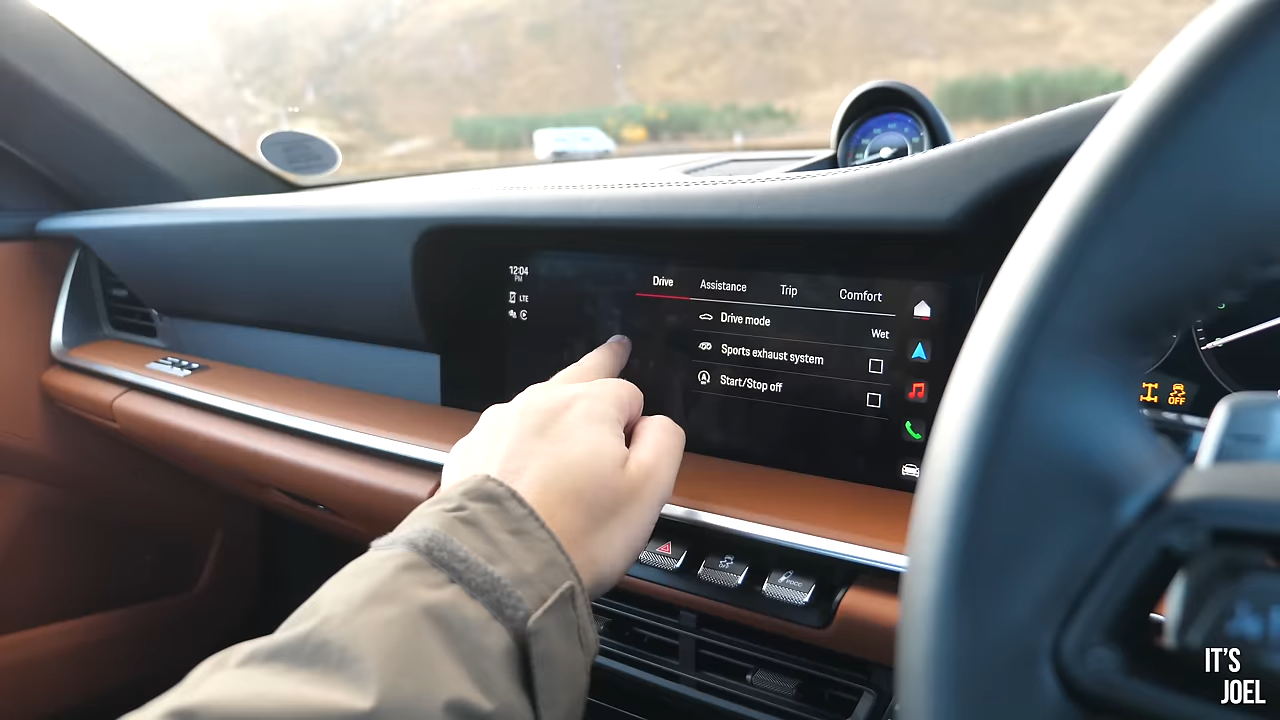 12:04
PM
LTE
Drive
Assistance
Trip
Comfort
Drive mode
Wet
Sports exhaust system
Start/Stop off
OFF
IT'S
JOEL